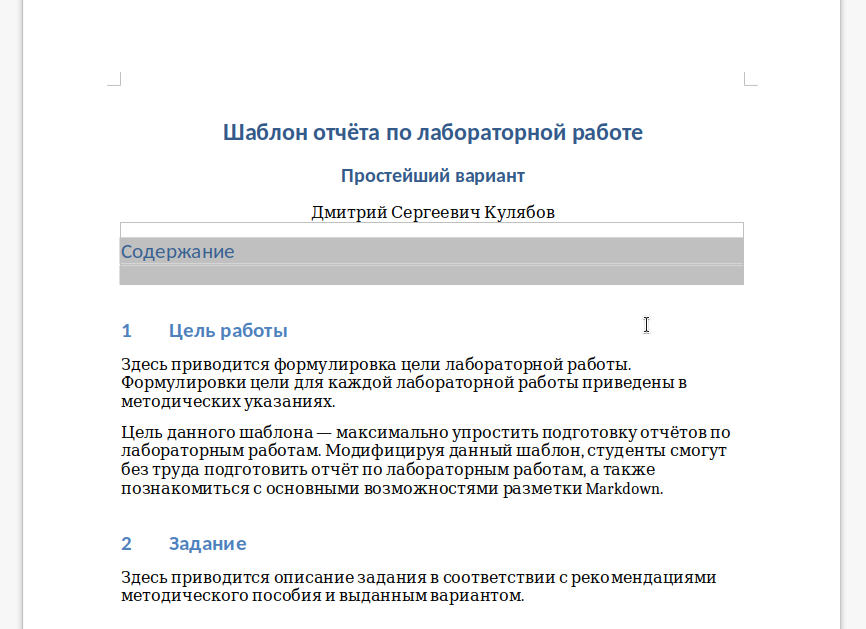 Шаблон отчёта по лабораторной работе
Простейший вариант
Дмитрий Сергеевич Кулябов
Содержание
1 Цель работы
Здесь приводится формулировка цели лабораторной работы.
Формулировки цели для каждой лабораторной работы приведены в
методических указаниях.
Цель данного шаблона — максимально упростить подготовку отчётов по
лабораторным работам. Модифицируя данный шаблон, студенты смогут
без труда подготовить отчёт по лабораторным работам, а также
познакомиться с основными возможностями разметки Markdown.
2 Задание
Здесь приводится описание задания в соответствии с рекомендациями
методического пособия и выданным вариантом.